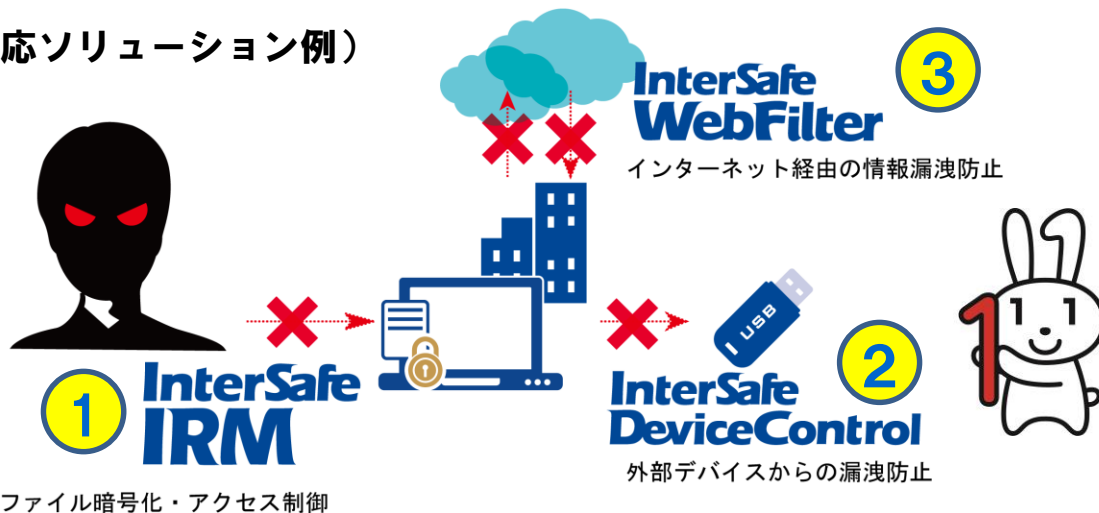 応ソリューション例）
InterSafe
WebFilter
3
インターネット経由の情報漏洩防止
USB
1
InterSafe
IRM
1
ファイル暗号化・アクセス制御
InterSafe
DeviceControl
2
外部デバイスからの漏洩防止